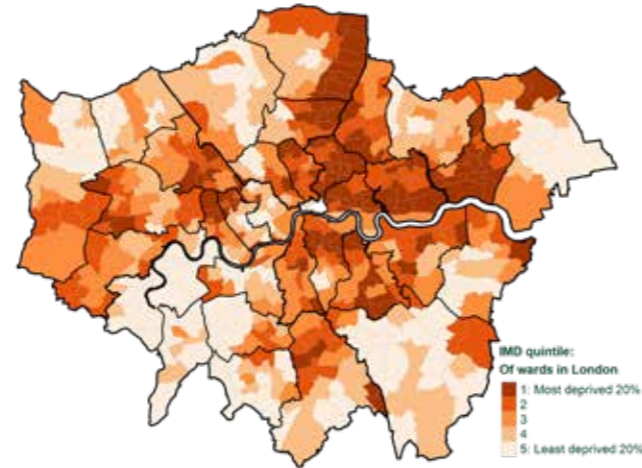 IMD quintile:
Of wards in London
1: Most deprived 20%
2
3
4
5: Least deprived 20%